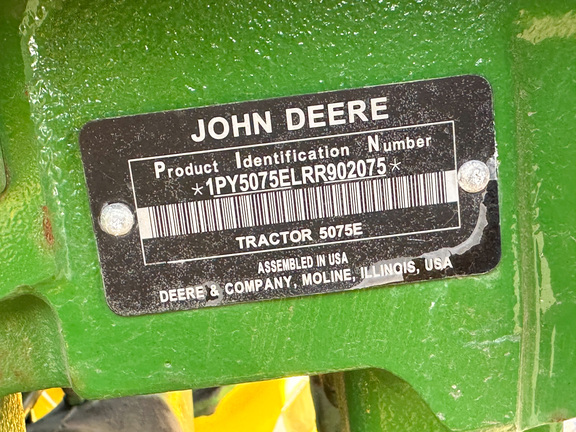 JOHN DEERE
Product Identification Number
*1PY5075ELRR902075*
TRACTOR 5075E
ASSEMBLED IN USA
DEERE & COMPANY, MOLINE, ILLINOIS, USA